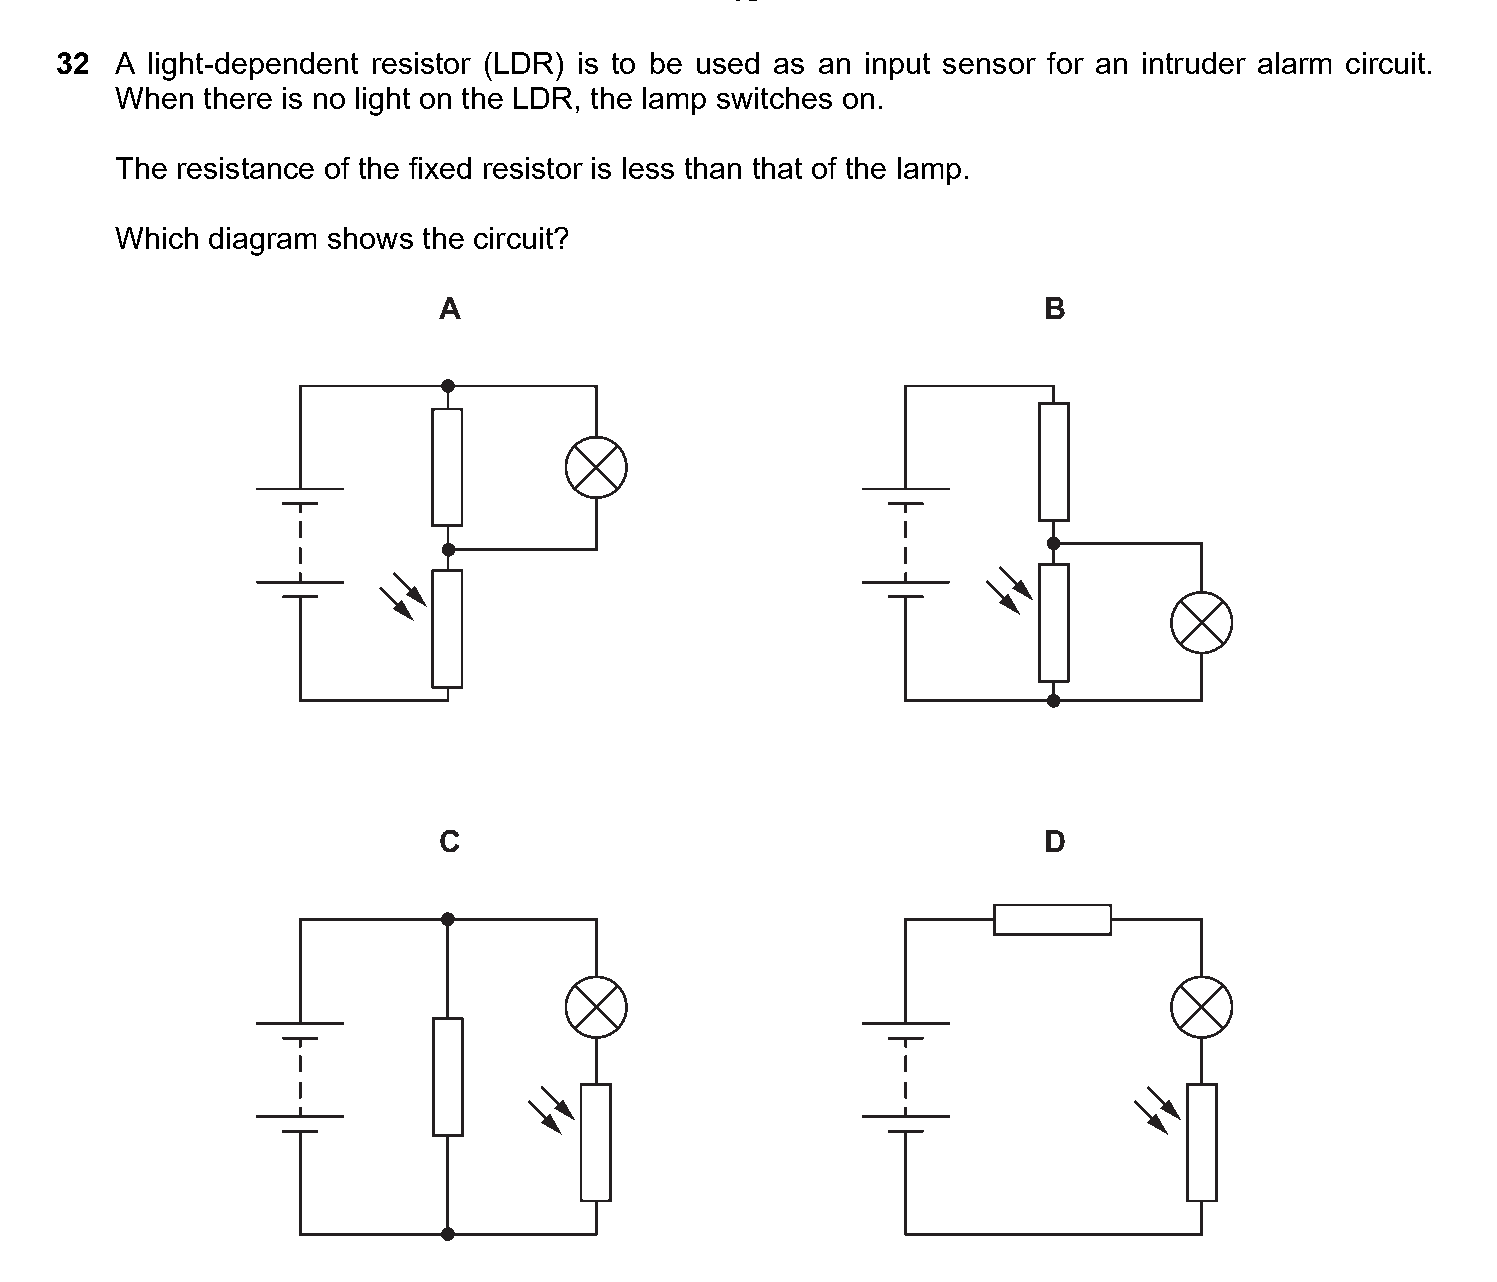 32 A light-dependent resistor (LDR) is to be used as an input sensor for an intruder alarm circuit.
When there is no light on the LDR, the lamp switches on.
The resistance of the fixed resistor is less than that of the lamp.
Which diagram shows the circuit?
A
B
C
D